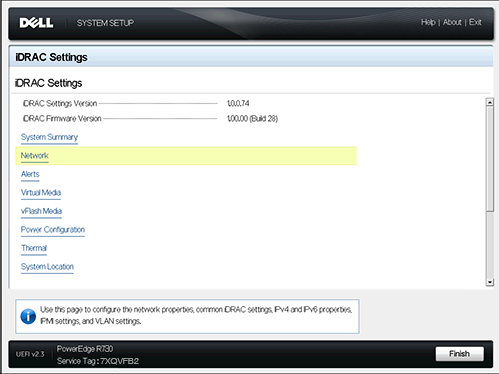 DELL SYSTEM SETUP Help | About | Exit
iDRAC Settings
iDRAC Settings
iDRAC Settings Version 1.0.0.74
iDRAC Firmware Version 1.00.00 (Build 28)
System Summary
Network
Alerts
Virtual Media
vFlash Media
Power Configuration
Thermal
System Location
Use this page to configure the network properties, common iDRAC settings, IPv4 and IPv6 properties,
IPMI settings, and VLAN settings.
UEFI v2.3 PowerEdge R730
Service Tag : 7XQVFB2
Finish